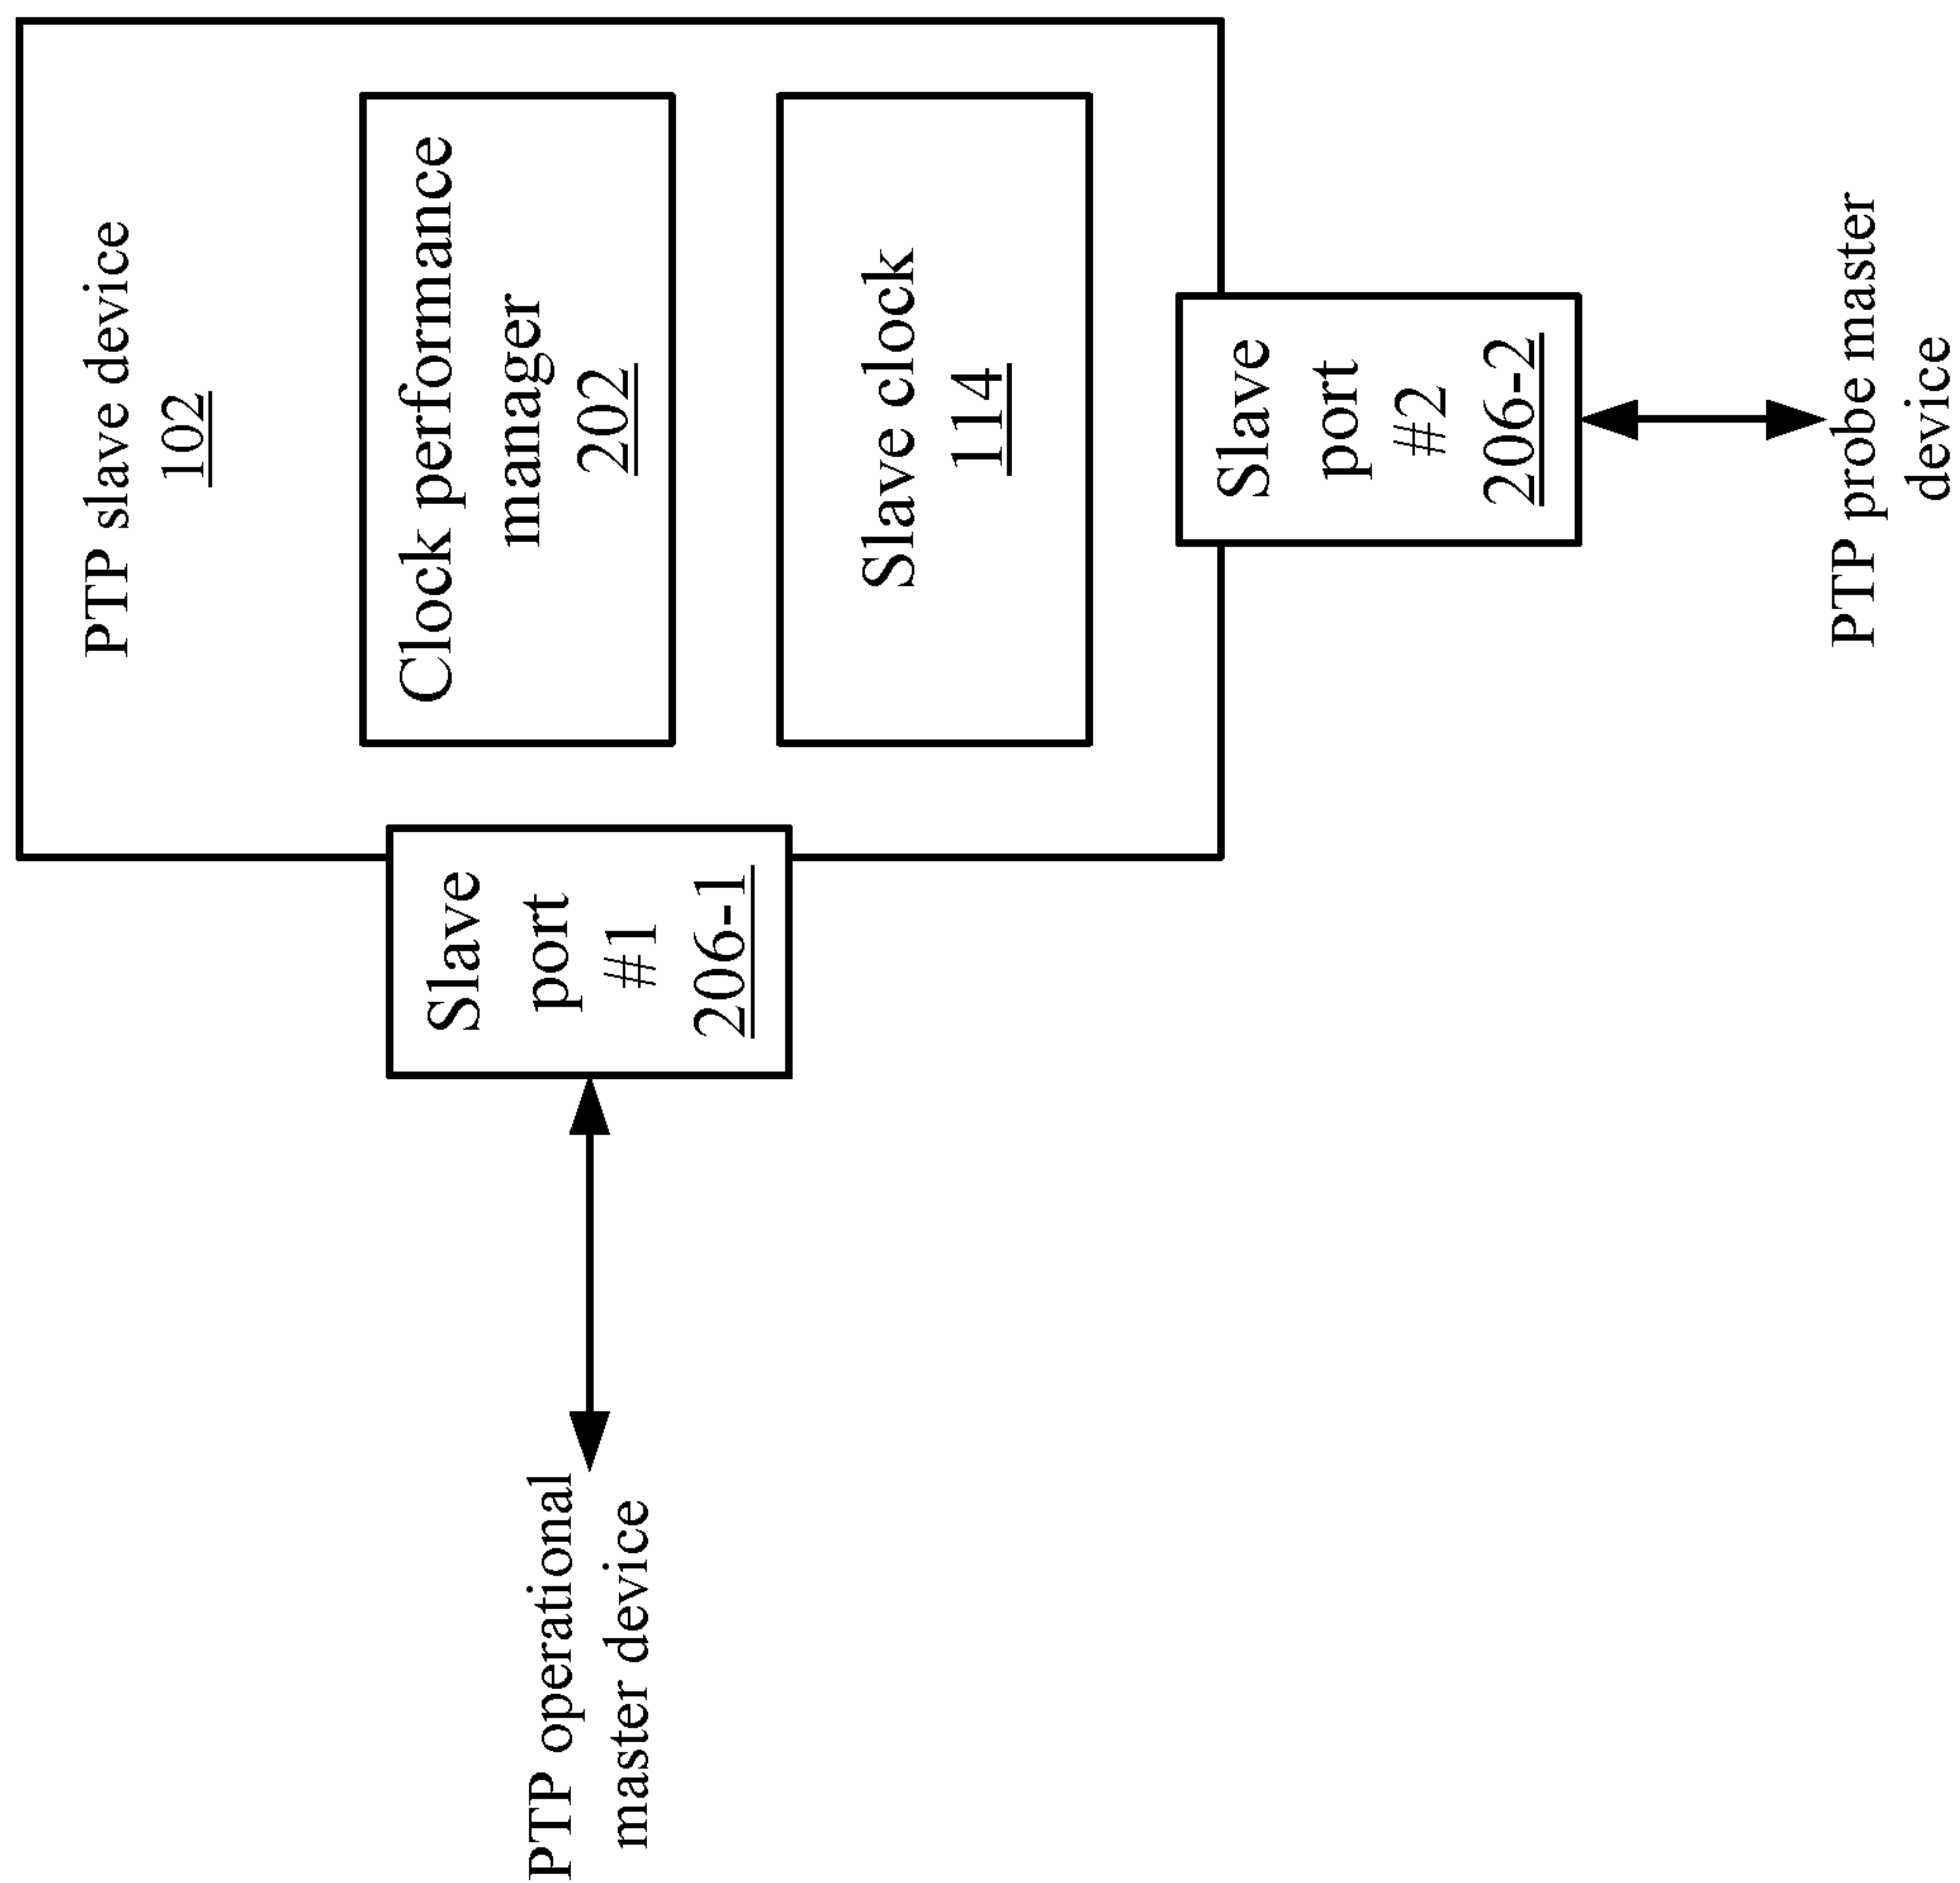 PTP slave device
102
Clock performance
manager
202
Slave clock
114
Slave
port
#1
206-1
Slave
port
#2
206-2
PTP operational
master device
PTP probe master
device